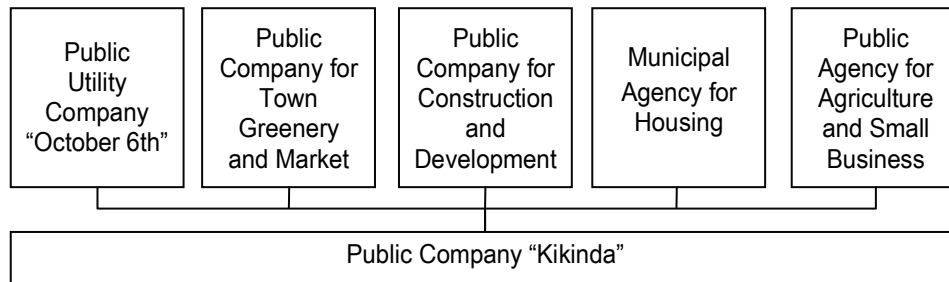 Public
Utility
Company
“October 6th”
Public
Company for
Town
Greenery
and Market
Public
Company for
Construction
and
Development
Municipal
Agency for
Housing
Public
Agency for
Agriculture
and Small
Business
Public Company “Kikinda”